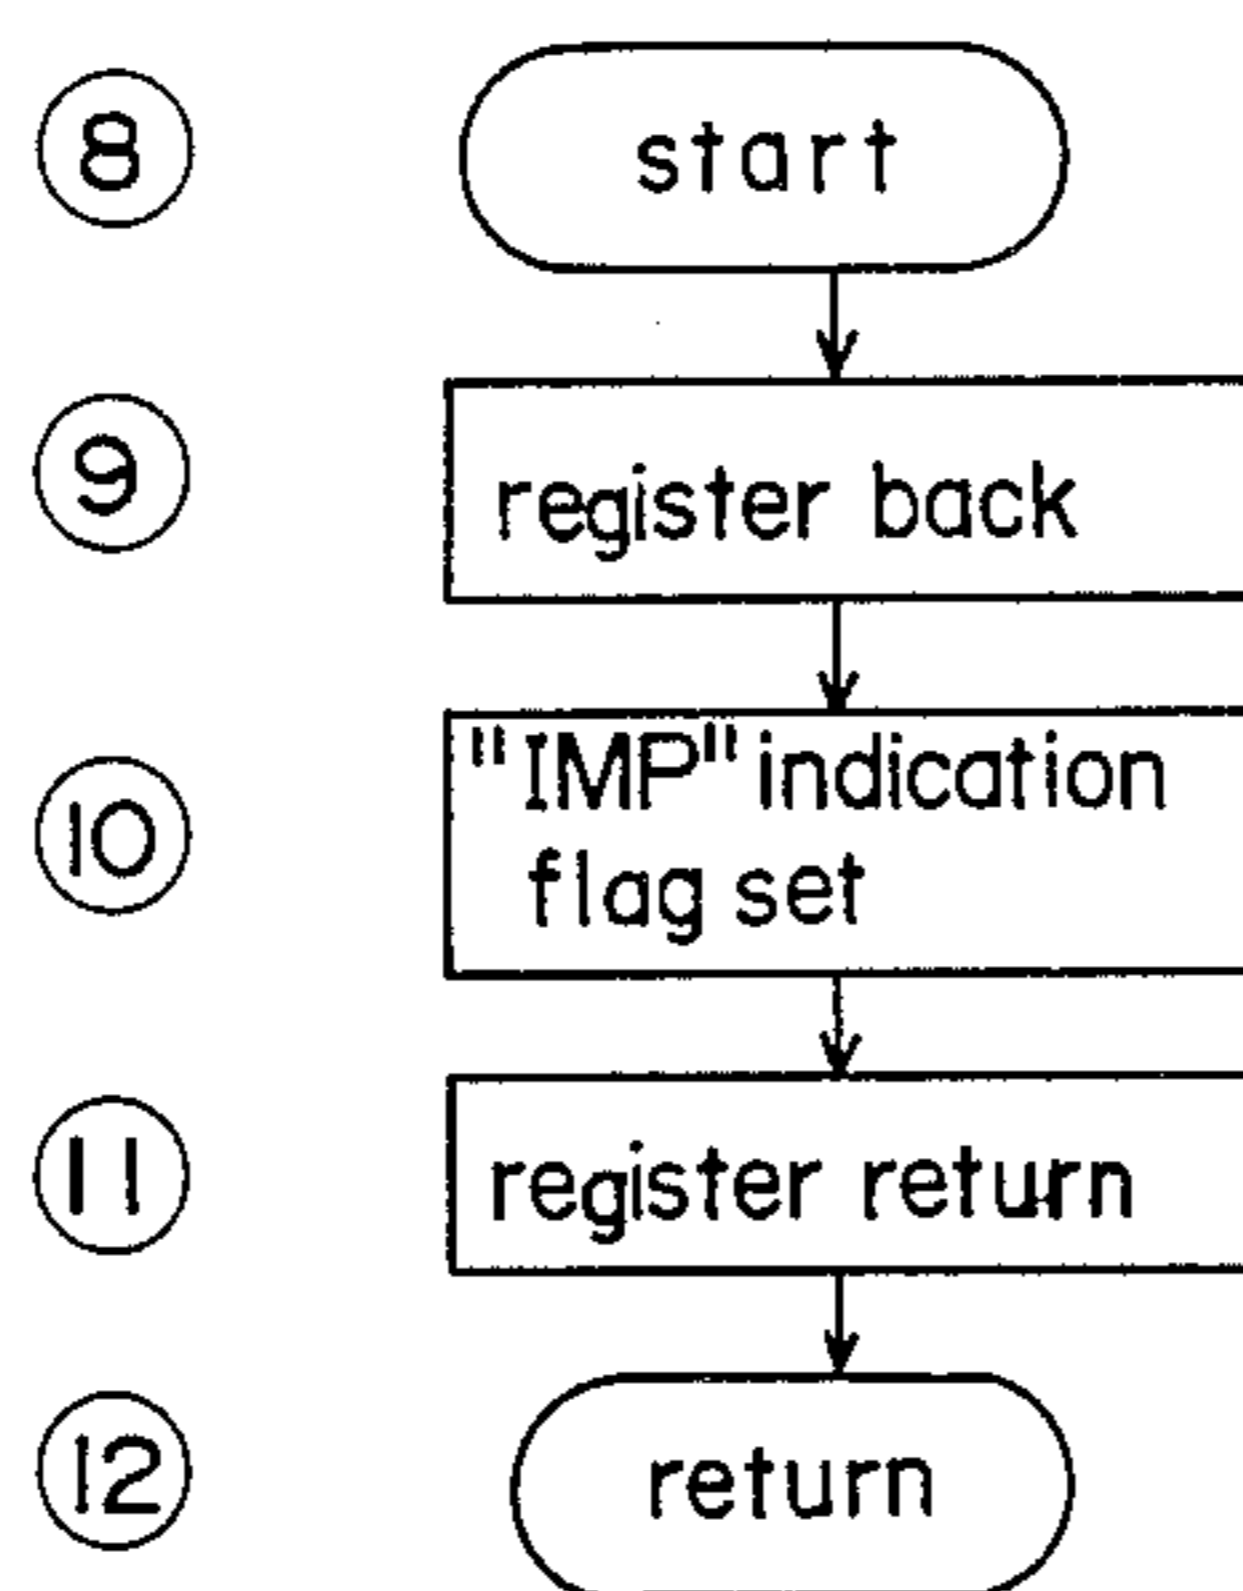 8 start
9 register back
10 "IMP" indication
flag set
11 register return
12 return